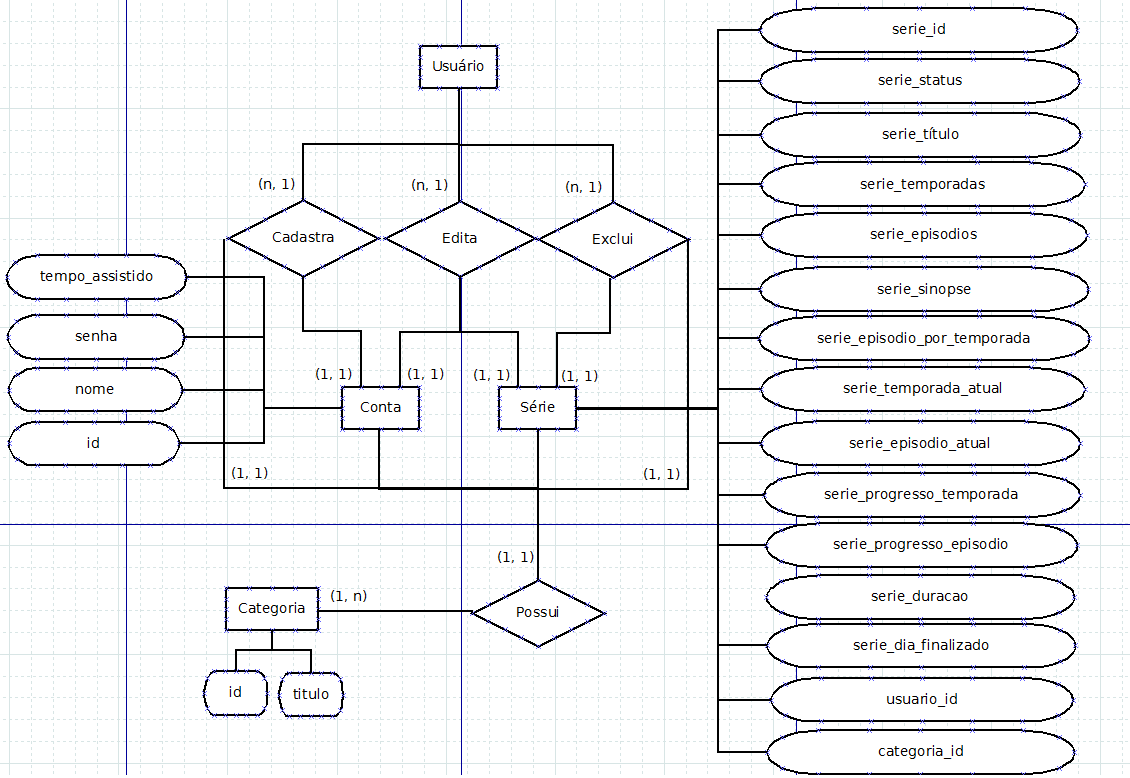 Usuário
(n, 1)
(n, 1)
(n, 1)
Cadastra
Edita
Exclui
tempo_assistido
senha
nome
id
(1, 1)
(1, 1)
(1, 1)
(1, 1)
Conta
Série
(1, 1)
(1, 1)
(1, 1)
Categoria
(1, n)
Possui
id
titulo
serie_id
serie_status
serie_título
serie_temporadas
serie_episodios
serie_sinopse
serie_episodio_por_temporada
serie_temporada_atual
serie_episodio_atual
serie_progresso_temporada
serie_progresso_episodio
serie_duracao
serie_dia_finalizado
usuario_id
categoria_id